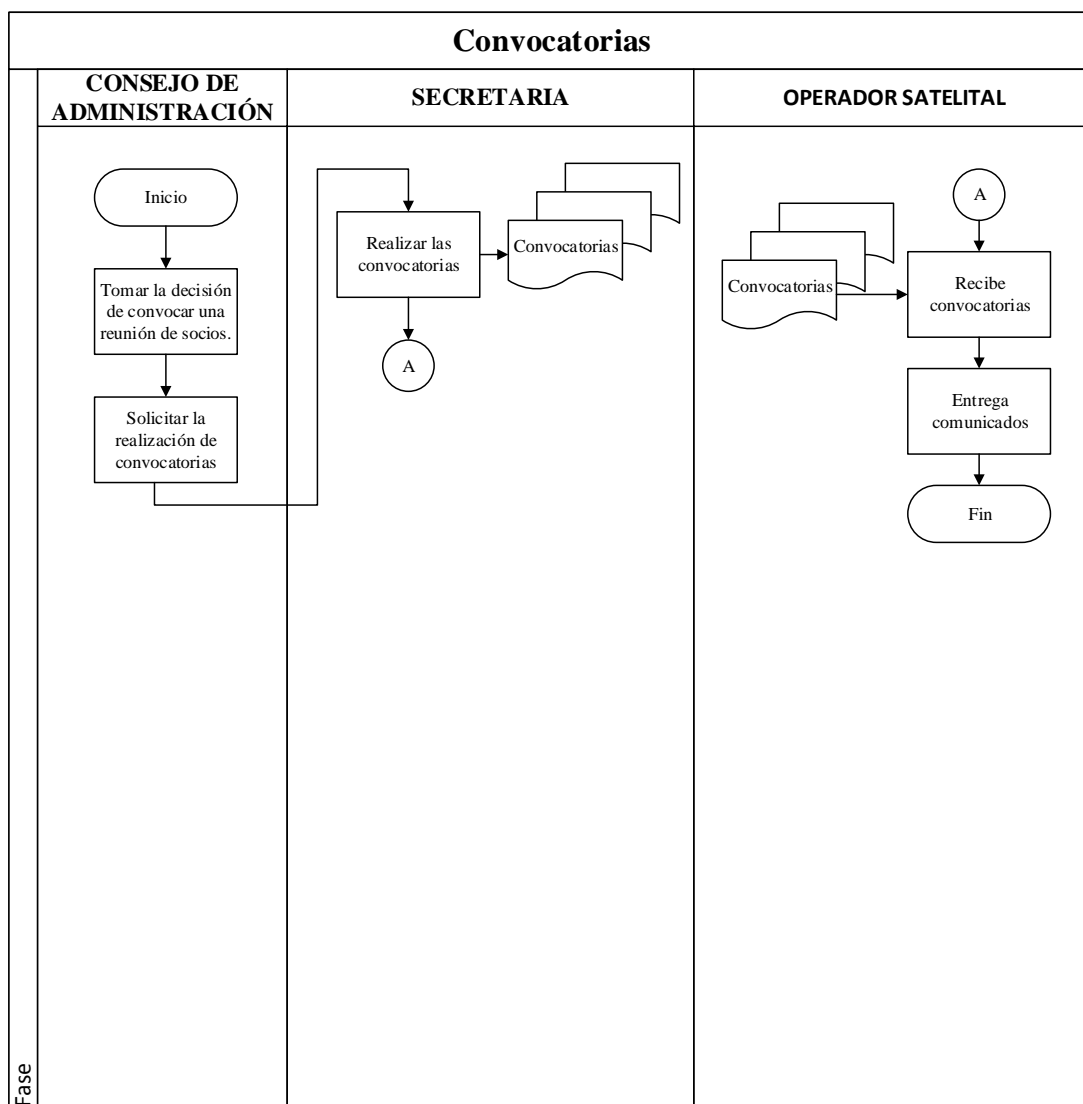 Convocatorias
CONSEJO DE
ADMINISTRACIÓN
SECRETARIA
OPERADOR SATELITAL
Inicio
Tomar la decisión
de convocar una
reunión de socios.
Solicitar la
realización de
convocatorias
Realizar las
convocatorias
Convocatorias
A
A
Convocatorias
Recibe
convocatorias
Entrega
comunicados
Fin
Fase